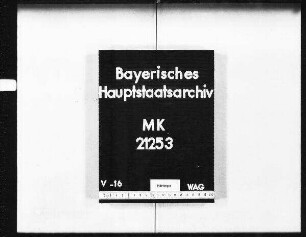 Bayerisches
Hauptstaatsarchiv
MK
21253
V -16 WAG